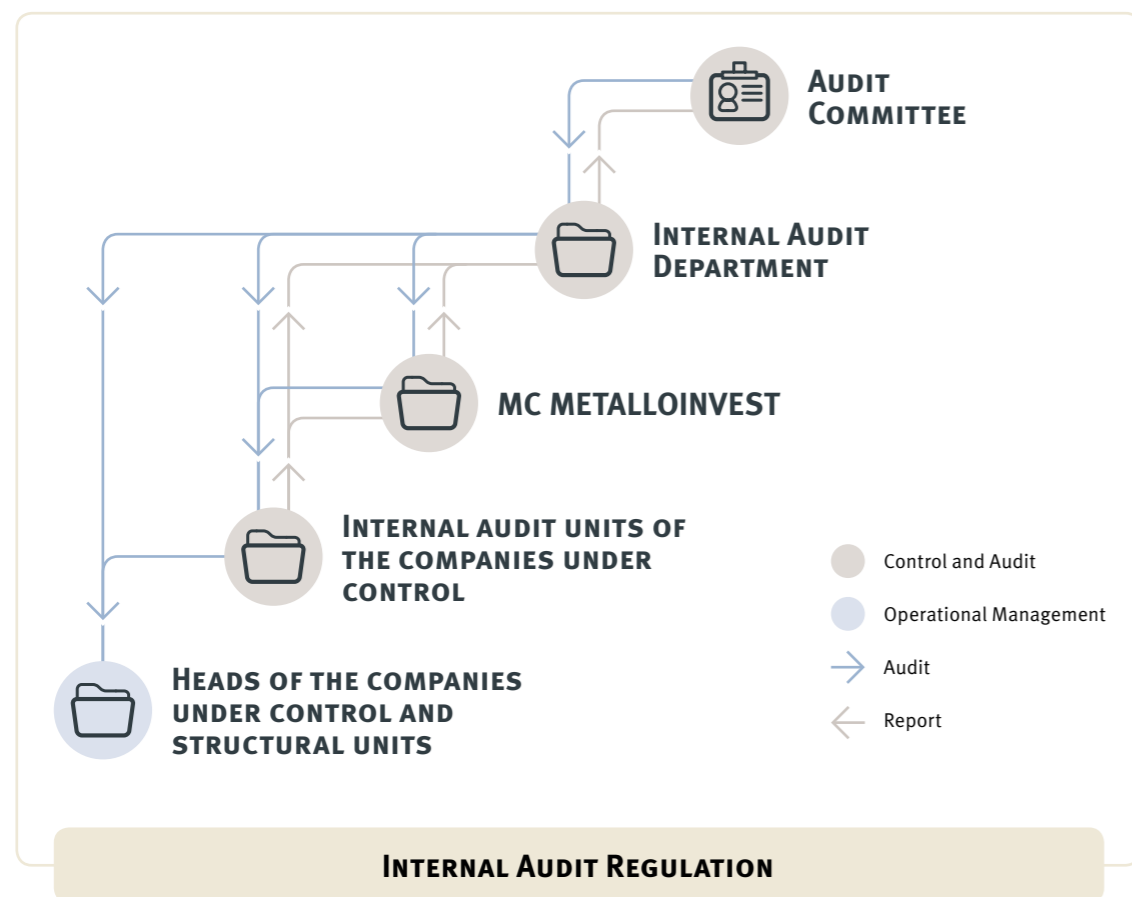 Audit
Committee
Internal Audit
Department
MC METALLOINVEST
Internal audit units of
the companies under
control
Control and Audit
Operational Management
Audit
Report
Heads of the companies
under control and
structural units
Internal Audit Regulation